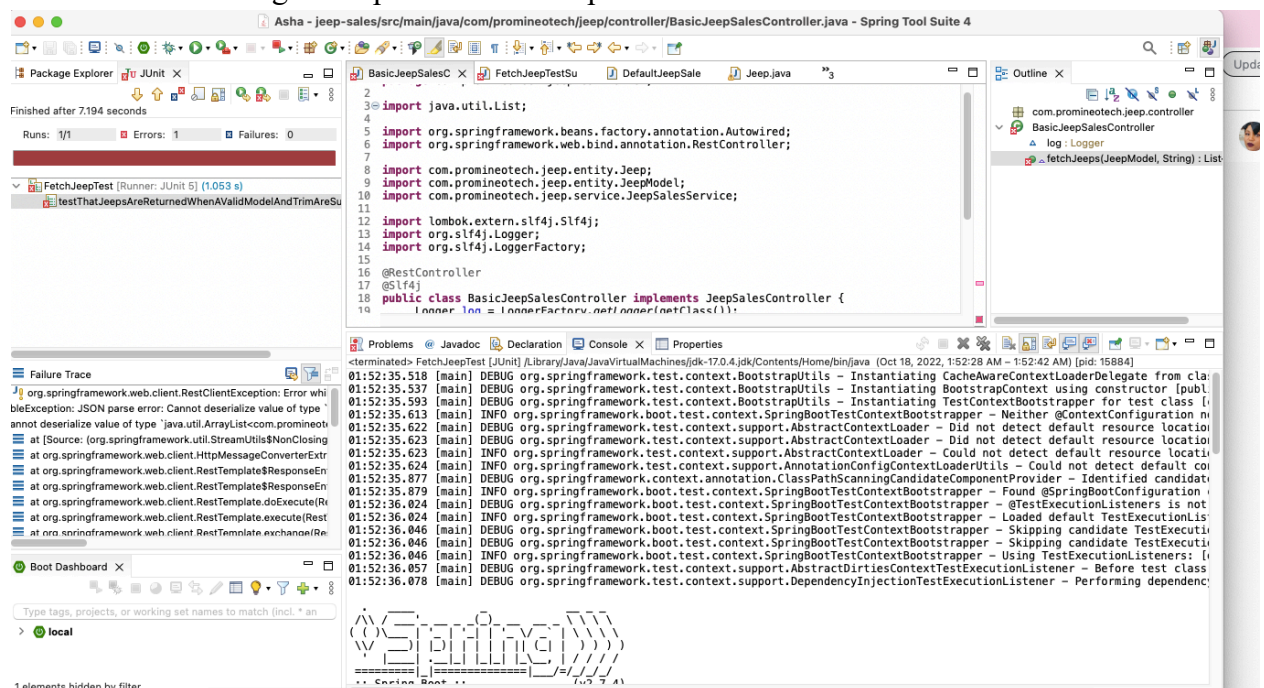 Asha - jeep-sales/src/main/java/com/promineotech/jeep/controller/BasicJeepSalesController.java - Spring Tool Suite 4
Upda
Package Explorer
JUnit
Finished after 7.194 seconds
Runs: 1/1 Errors: 1 Failures: 0
FetchJeepTest [Runner: JUnit 5] (1.053 s)
testThatJeepsAreReturnedWhenAValidModelAndTrimAreSu
Failure Trace
org.springframework.web.client.RestClientException: Error whi
bleException: JSON parse error: Cannot deserialize value of type `
annot deserialize value of type `java.util.ArrayList<com.promineot
at [Source: (org.springframework.util.StreamUtils$NonClosing
at org.springframework.web.client.HttpMessageConverterExtr
at org.springframework.web.client.RestTemplate$ResponseEn
at org.springframework.web.client.RestTemplate$ResponseEn
at org.springframework.web.client.RestTemplate.doExecute(Re
at org.springframework.web.client.RestTemplate.execute(Rest
at org.springframework.web.client.RestTemplate.exchange(Re
Boot Dashboard
Type tags, projects, or working set names to match (incl. * an
local
1 elements hidden by filter
BasicJeepSalesC FetchJeepTestSu DefaultJeepSale Jeep.java »3
2
3 import java.util.List;
4
5 import org.springframework.beans.factory.annotation.Autowired;
6 import org.springframework.web.bind.annotation.RestController;
7
8 import com.promineotech.jeep.entity.Jeep;
9 import com.promineotech.jeep.entity.JeepModel;
10 import com.promineotech.jeep.service.JeepSalesService;
11
12 import lombok.extern.slf4j.Slf4j;
13 import org.slf4j.Logger;
14 import org.slf4j.LoggerFactory;
15
16 @RestController
17 @Slf4j
18 public class BasicJeepSalesController implements JeepSalesController {
19 Logger log = LoggerFactory.getLogger(getClass());
Outline
com.promineotech.jeep.controller
BasicJeepSalesController
log : Logger
fetchJeeps(JeepModel, String) : List
Problems @ Javadoc Declaration Console Properties
<terminated> FetchJeepTest [JUnit] /Library/Java/JavaVirtualMachines/jdk-17.0.4.jdk/Contents/Home/bin/java (Oct 18, 2022, 1:52:28 AM – 1:52:42 AM) [pid: 15884]
01:52:35.518 [main] DEBUG org.springframework.test.context.BootstrapUtils - Instantiating CacheAwareContextLoaderDelegate from clas
01:52:35.537 [main] DEBUG org.springframework.test.context.BootstrapUtils - Instantiating BootstrapContext using constructor [publ
01:52:35.593 [main] DEBUG org.springframework.test.context.BootstrapUtils - Instantiating TestContextBootstrapper for test class [
01:52:35.613 [main] INFO org.springframework.boot.test.context.SpringBootTestContextBootstrapper - Neither @ContextConfiguration n
01:52:35.622 [main] DEBUG org.springframework.test.context.support.AbstractContextLoader - Did not detect default resource location
01:52:35.623 [main] DEBUG org.springframework.test.context.support.AbstractContextLoader - Did not detect default resource location
01:52:35.623 [main] INFO org.springframework.test.context.support.AbstractContextLoader - Could not detect default resource locati
01:52:35.624 [main] INFO org.springframework.test.context.support.AnnotationConfigContextLoaderUtils - Could not detect default co
01:52:35.877 [main] DEBUG org.springframework.context.annotation.ClassPathScanningCandidateComponentProvider - Identified candidat
01:52:35.879 [main] INFO org.springframework.boot.test.context.SpringBootTestContextBootstrapper - Found @SpringBootConfiguration
01:52:36.024 [main] DEBUG org.springframework.boot.test.context.SpringBootTestContextBootstrapper - @TestExecutionListeners is not
01:52:36.024 [main] INFO org.springframework.boot.test.context.SpringBootTestContextBootstrapper - Loaded default TestExecutionLis
01:52:36.046 [main] DEBUG org.springframework.boot.test.context.SpringBootTestContextBootstrapper - Skipping candidate TestExecuti
01:52:36.046 [main] DEBUG org.springframework.boot.test.context.SpringBootTestContextBootstrapper - Skipping candidate TestExecuti
01:52:36.046 [main] INFO org.springframework.boot.test.context.SpringBootTestContextBootstrapper - Using TestExecutionListeners: [
01:52:36.057 [main] DEBUG org.springframework.test.context.support.AbstractDirtiesContextTestExecutionListener - Before test class
01:52:36.078 [main] DEBUG org.springframework.test.context.support.DependencyInjectionTestExecutionListener - Performing dependency
:: Spring Boot :: (v2.7.4)